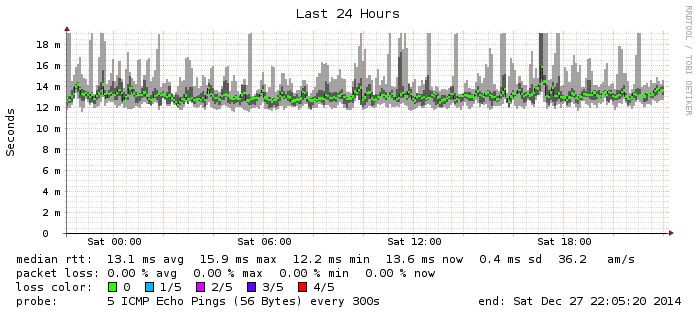 Last 24 Hours
RRDTOOL / TOBI OETIKER
Seconds
18 m
16 m
14 m
12 m
10 m
8 m
6 m
4 m
2 m
0
Sat 00:00 Sat 06:00 Sat 12:00 Sat 18:00
median rtt: 13.1 ms avg 15.9 ms max 12.2 ms min 13.6 ms now 0.4 ms sd 36.2 am/s
packet loss: 0.00 % avg 0.00 % max 0.00 % min 0.00 % now
loss color: 0 1/5 2/5 3/5 4/5
probe: 5 ICMP Echo Pings (56 Bytes) every 300s end: Sat Dec 27 22:05:20 2014